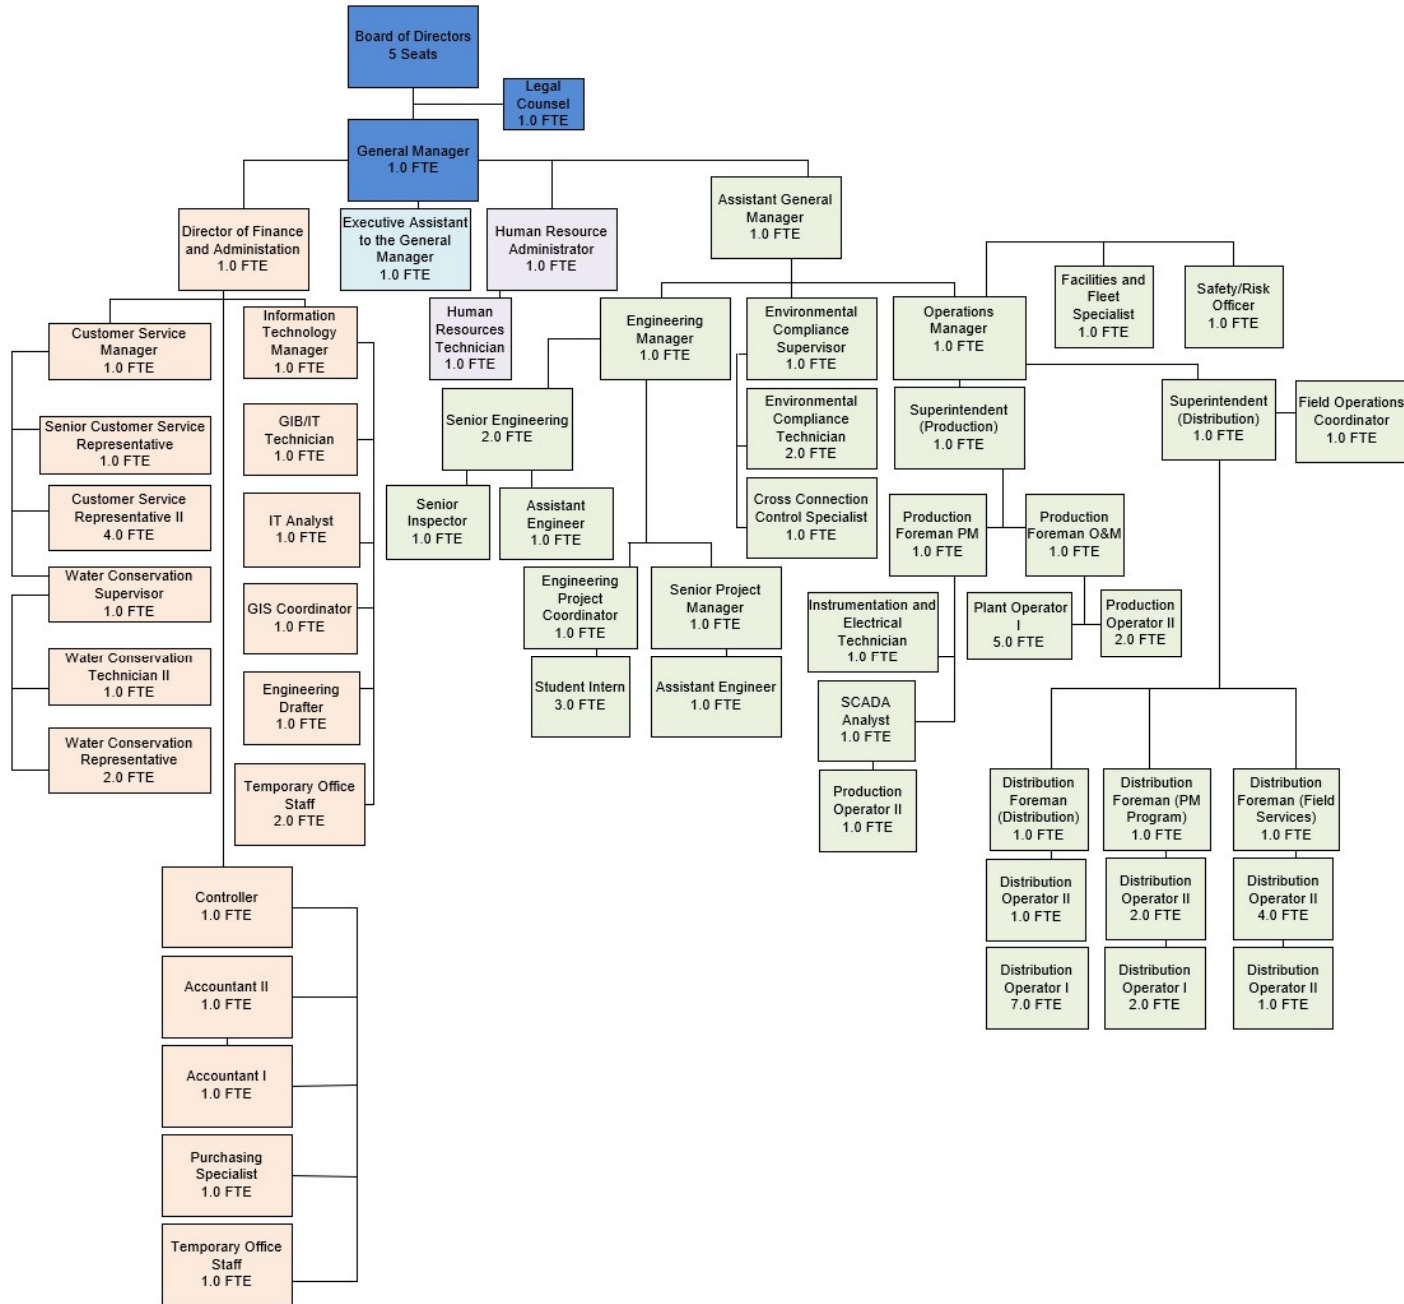 Board of Directors
5 Seats
Legal
Counsel
1.0 FTE
General Manager
1.0 FTE
Director of Finance
and Administation
1.0 FTE
Executive Assistant
to the General
Manager
1.0 FTE
Human Resource
Administrator
1.0 FTE
Assistant General
Manager
1.0 FTE
Customer Service
Manager
1.0 FTE
Senior Customer Service
Representative
1.0 FTE
Customer Service
Representative II
4.0 FTE
Water Conservation
Supervisor
1.0 FTE
Water Conservation
Technician II
1.0 FTE
Water Conservation
Representative
2.0 FTE
Information
Technology
Manager
1.0 FTE
GIB/IT
Technician
1.0 FTE
IT Analyst
1.0 FTE
GIS Coordinator
1.0 FTE
Engineering
Drafter
1.0 FTE
Temporary Office
Staff
2.0 FTE
Controller
1.0 FTE
Accountant II
1.0 FTE
Accountant I
1.0 FTE
Purchasing
Specialist
1.0 FTE
Temporary Office
Staff
1.0 FTE
Human
Resources
Technician
1.0 FTE
Engineering
Manager
1.0 FTE
Senior Engineering
2.0 FTE
Senior
Inspector
1.0 FTE
Assistant
Engineer
1.0 FTE
Engineering
Project
Coordinator
1.0 FTE
Student Intern
3.0 FTE
Senior Project
Manager
1.0 FTE
Assistant Engineer
1.0 FTE
Environmental
Compliance
Supervisor
1.0 FTE
Environmental
Compliance
Technician
2.0 FTE
Cross Connection
Control Specialist
1.0 FTE
Operations
Manager
1.0 FTE
Facilities and
Fleet
Specialist
1.0 FTE
Safety/Risk
Officer
1.0 FTE
Superintendent
(Production)
1.0 FTE
Production
Foreman PM
1.0 FTE
Production
Foreman O&M
1.0 FTE
Instrumentation and
Electrical
Technician
1.0 FTE
SCADA
Analyst
1.0 FTE
Production
Operator II
1.0 FTE
Plant Operator
I
5.0 FTE
Production
Operator II
2.0 FTE
Superintendent
(Distribution)
1.0 FTE
Field Operations
Coordinator
1.0 FTE
Distribution
Foreman
(Distribution)
1.0 FTE
Distribution
Operator II
1.0 FTE
Distribution
Operator I
7.0 FTE
Distribution
Foreman (PM
Program)
1.0 FTE
Distribution
Operator II
2.0 FTE
Distribution
Operator I
2.0 FTE
Distribution
Foreman (Field
Services)
1.0 FTE
Distribution
Operator II
4.0 FTE
Distribution
Operator II
1.0 FTE